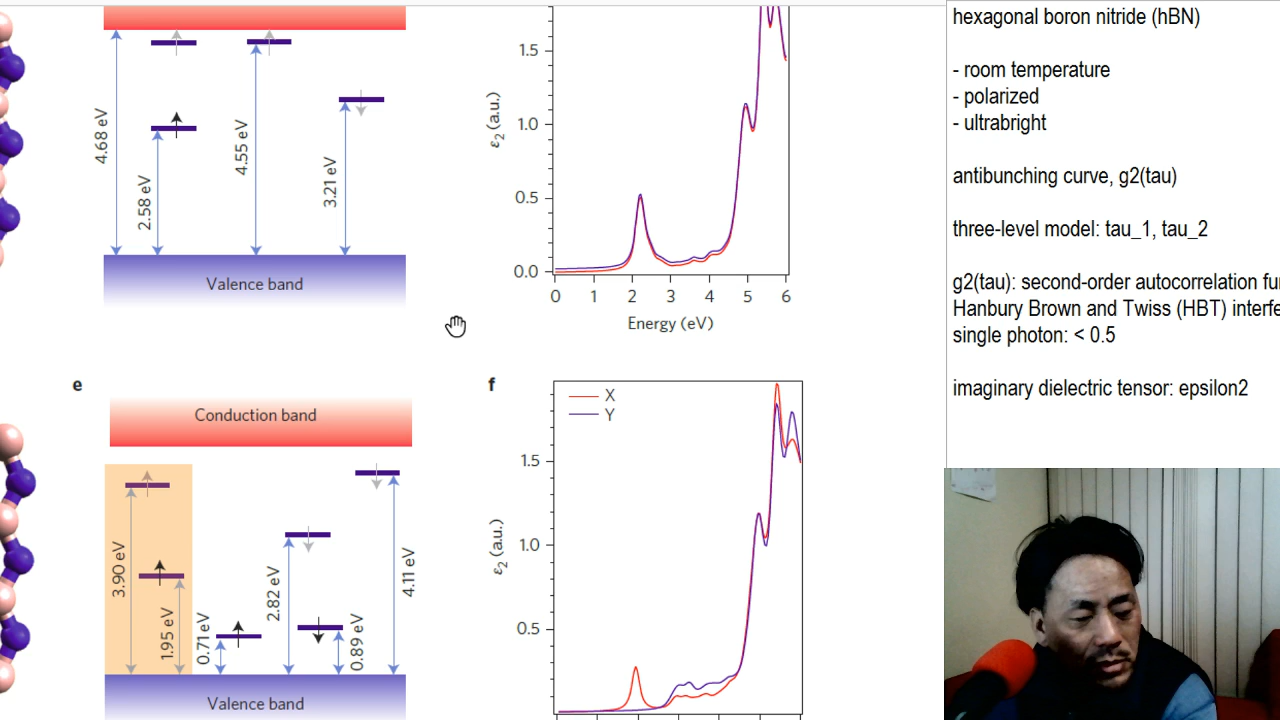 4.68 eV
2.58 eV
4.55 eV
3.21 eV
Valence band
ε2 (a.u.)
1.5
1.0
0.5
0.0
0 1 2 3 4 5 6
Energy (eV)
e
Conduction band
3.90 eV
1.95 eV
0.71 eV
2.82 eV
0.89 eV
4.11 eV
Valence band
f
X
Y
ε2 (a.u.)
1.5
1.0
0.5
hexagonal boron nitride (hBN)
- room temperature
- polarized
- ultrabright
antibunching curve, g2(tau)
three-level model: tau_1, tau_2
g2(tau): second-order autocorrelation fu
Hanbury Brown and Twiss (HBT) interfe
single photon: < 0.5
imaginary dielectric tensor: epsilon2